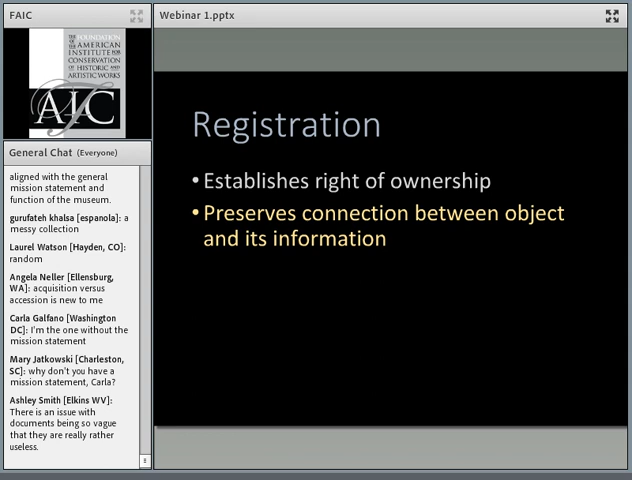 FAIC
THE FOUNDATION
OF THE AMERICAN
INSTITUTE FOR
CONSERVATION
OF HISTORIC AND
ARTISTIC WORKS
AIC
General Chat (Everyone)
aligned with the general
mission statement and
function of the museum.
gurufateh khalsa [espanola]: a
messy collection
Laurel Watson [Hayden, CO]:
random
Angela Neller [Ellensburg,
WA]: acquisition versus
accession is new to me
Carla Galfano [Washington
DC]: I'm the one without the
mission statement
Mary Jatkowski [Charleston,
SC]: why don't you have a
mission statement, Carla?
Ashley Smith [Elkins WV]:
There is an issue with
documents being so vague
that they are really rather
useless.
Webinar 1.pptx
Registration
• Establishes right of ownership
• Preserves connection between object
and its information